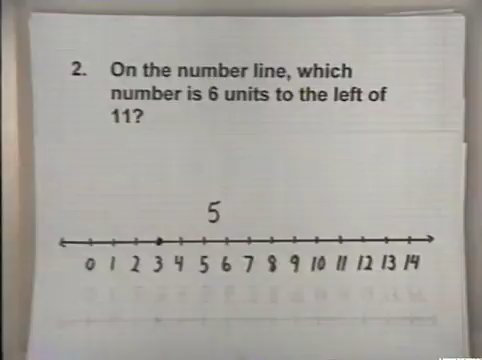 2. On the number line, which
number is 6 units to the left of
11?
5
0 1 2 3 4 5 6 7 8 9 10 11 12 13 14